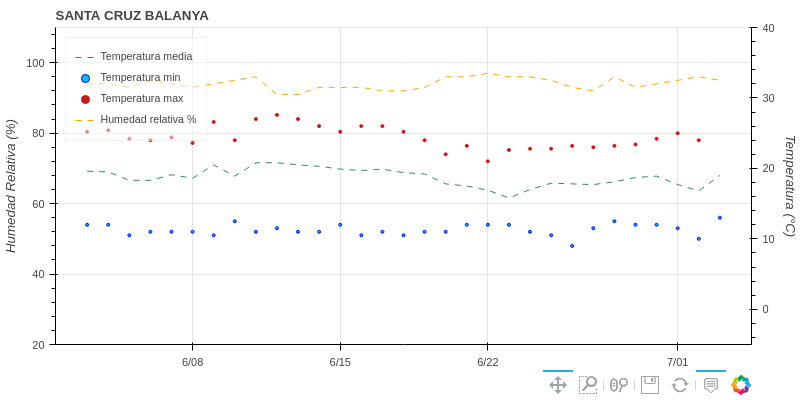 SANTA CRUZ BALANYA
Temperatura media
Temperatura min
Temperatura max
Humedad relativa %
Humedad Relativa (%)
100
80
60
40
20
40
30
20
10
0
Temperatura (°C)
6/08
6/15
6/22
7/01